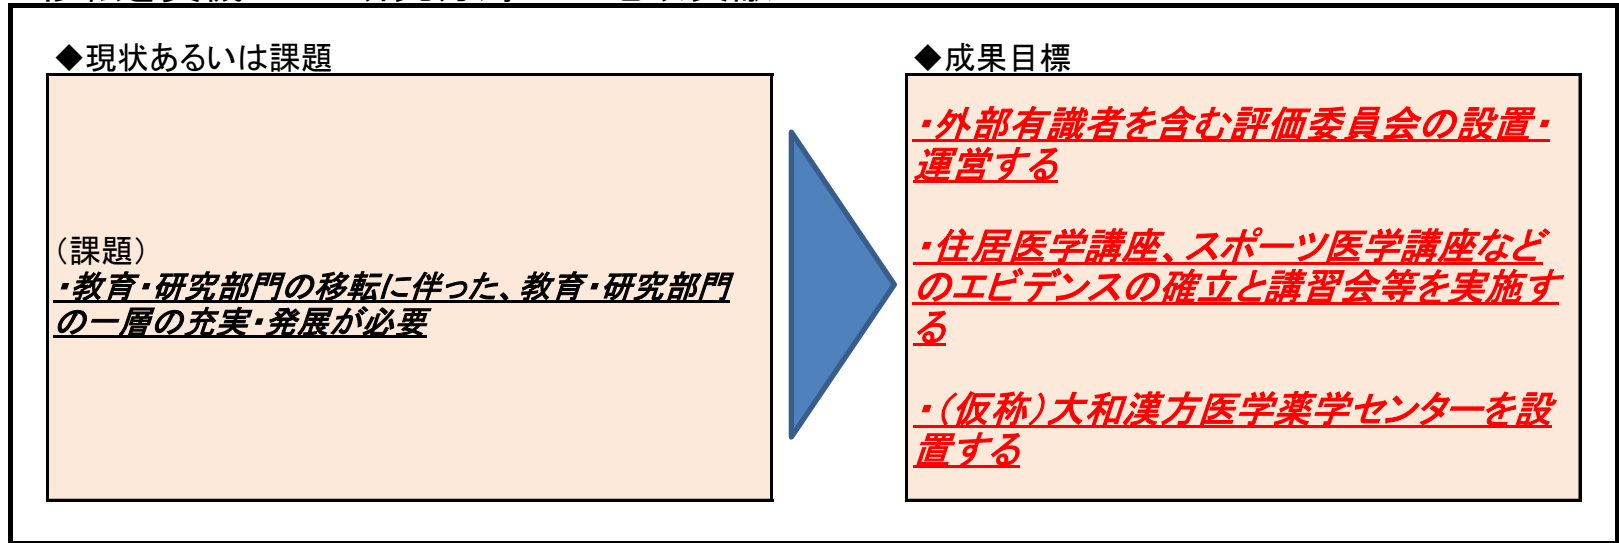 ◆現状あるいは課題
(課題)
・教育・研究部門の移転に伴った、教育・研究部門
の一層の充実・発展が必要
◆成果目標
・外部有識者を含む評価委員会の設置・
運営する
・住居医学講座、スポーツ医学講座など
のエビデンスの確立と講習会等を実施す
る
・(仮称)大和漢方医学薬学センターを設
置する